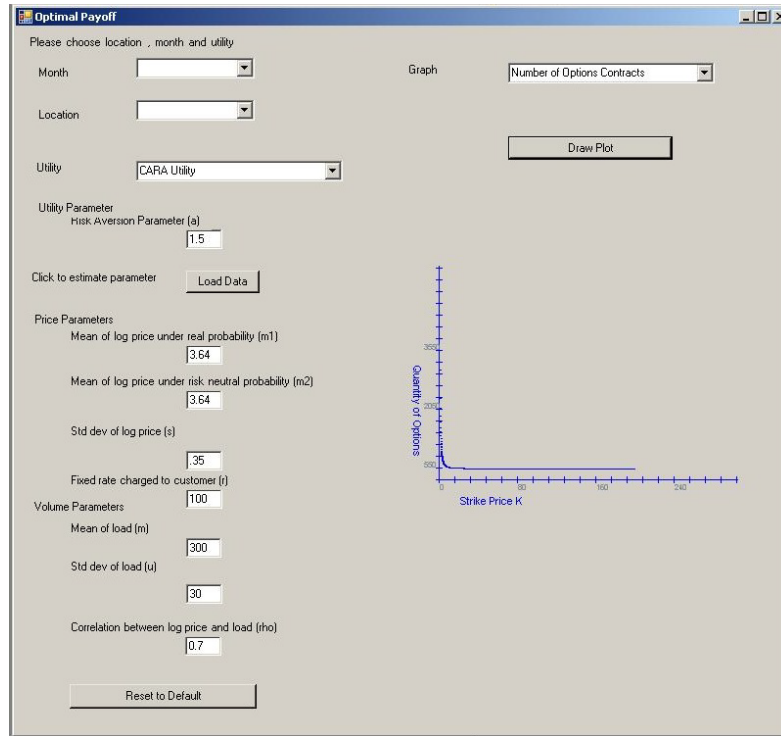 Optimal Payoff
Please choose location , month and utility
Month
Graph
Number of Options Contracts
Location
Draw Plot
Utility
CARA Utility
Utility Parameter
Risk Aversion Parameter (a)
1.5
Click to estimate parameter
Load Data
Price Parameters
Mean of log price under real probability (m1)
3.64
Mean of log price under risk neutral probability (m2)
3.64
Std dev of log price (s)
.35
Fixed rate charged to customer (r)
100
Volume Parameters
Mean of load (m)
300
Std dev of load (u)
30
Correlation between log price and load (rho)
0.7
Reset to Default
Quantity of Options
550
0
80
160
240
Strike Price K